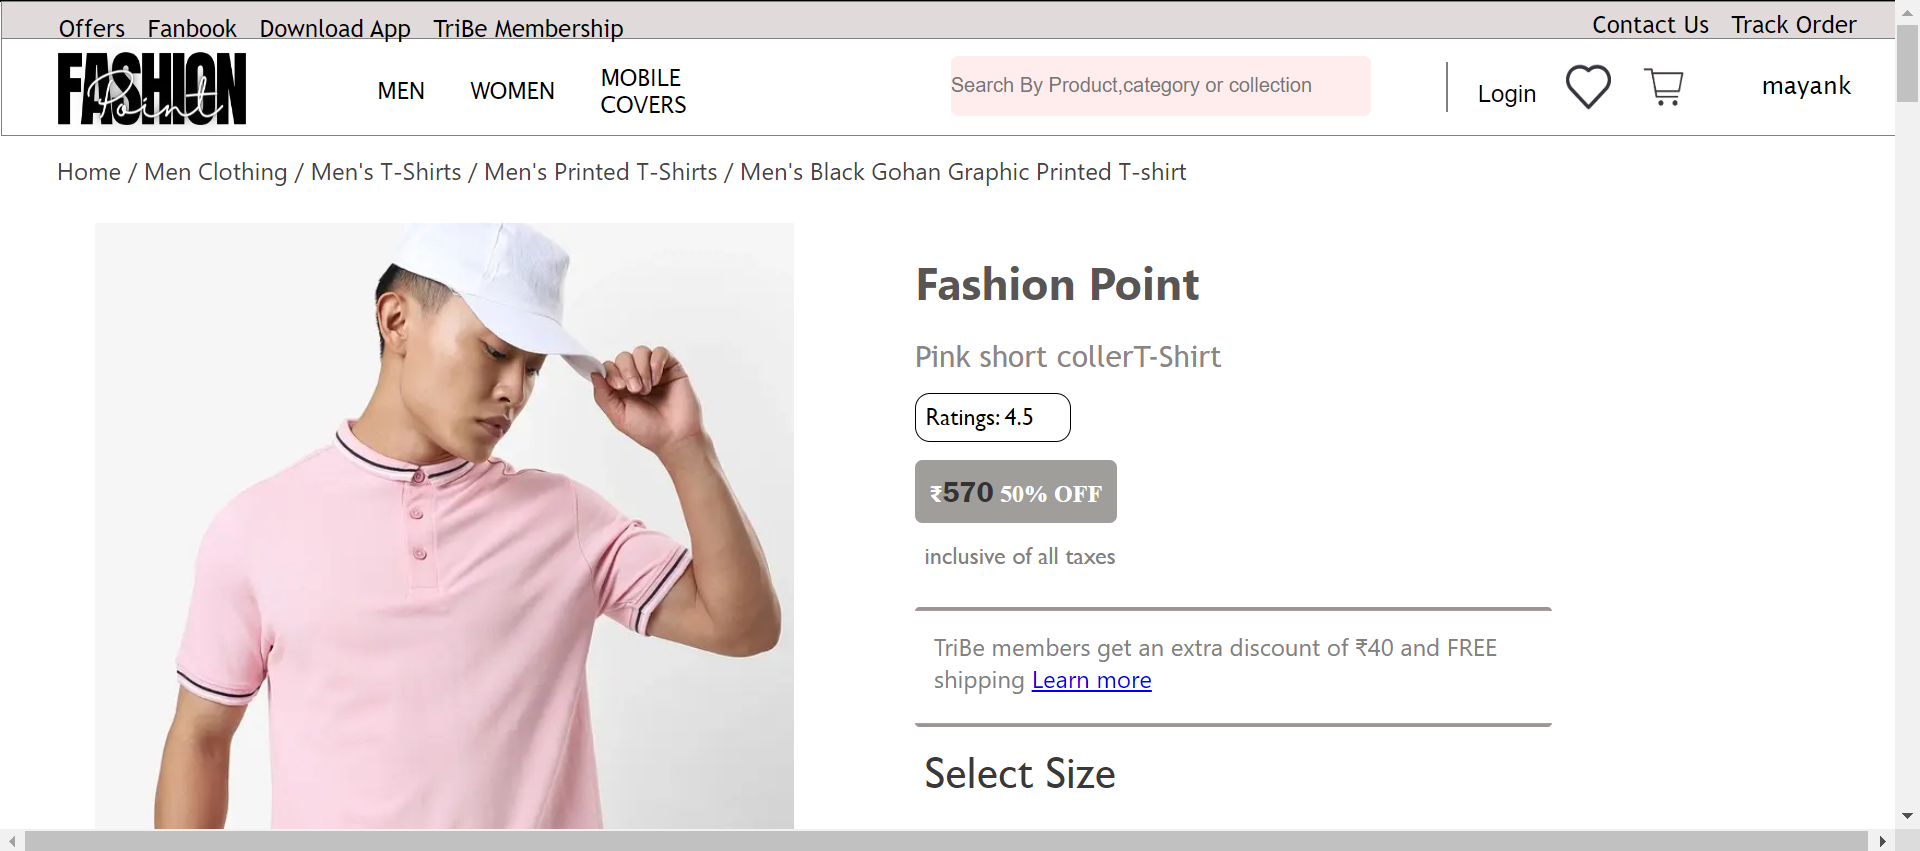 Offers Fanbook Download App TriBe Membership Contact Us Track Order
FASHION
Point
MEN WOMEN MOBILE
COVERS
Search By Product,category or collection
Login
mayank
Home / Men Clothing / Men's T-Shirts / Men's Printed T-Shirts / Men's Black Gohan Graphic Printed T-shirt
Fashion Point
Pink short collerT-Shirt
Ratings: 4.5
₹570 50% OFF
inclusive of all taxes
TriBe members get an extra discount of ₹40 and FREE
shipping Learn more
Select Size